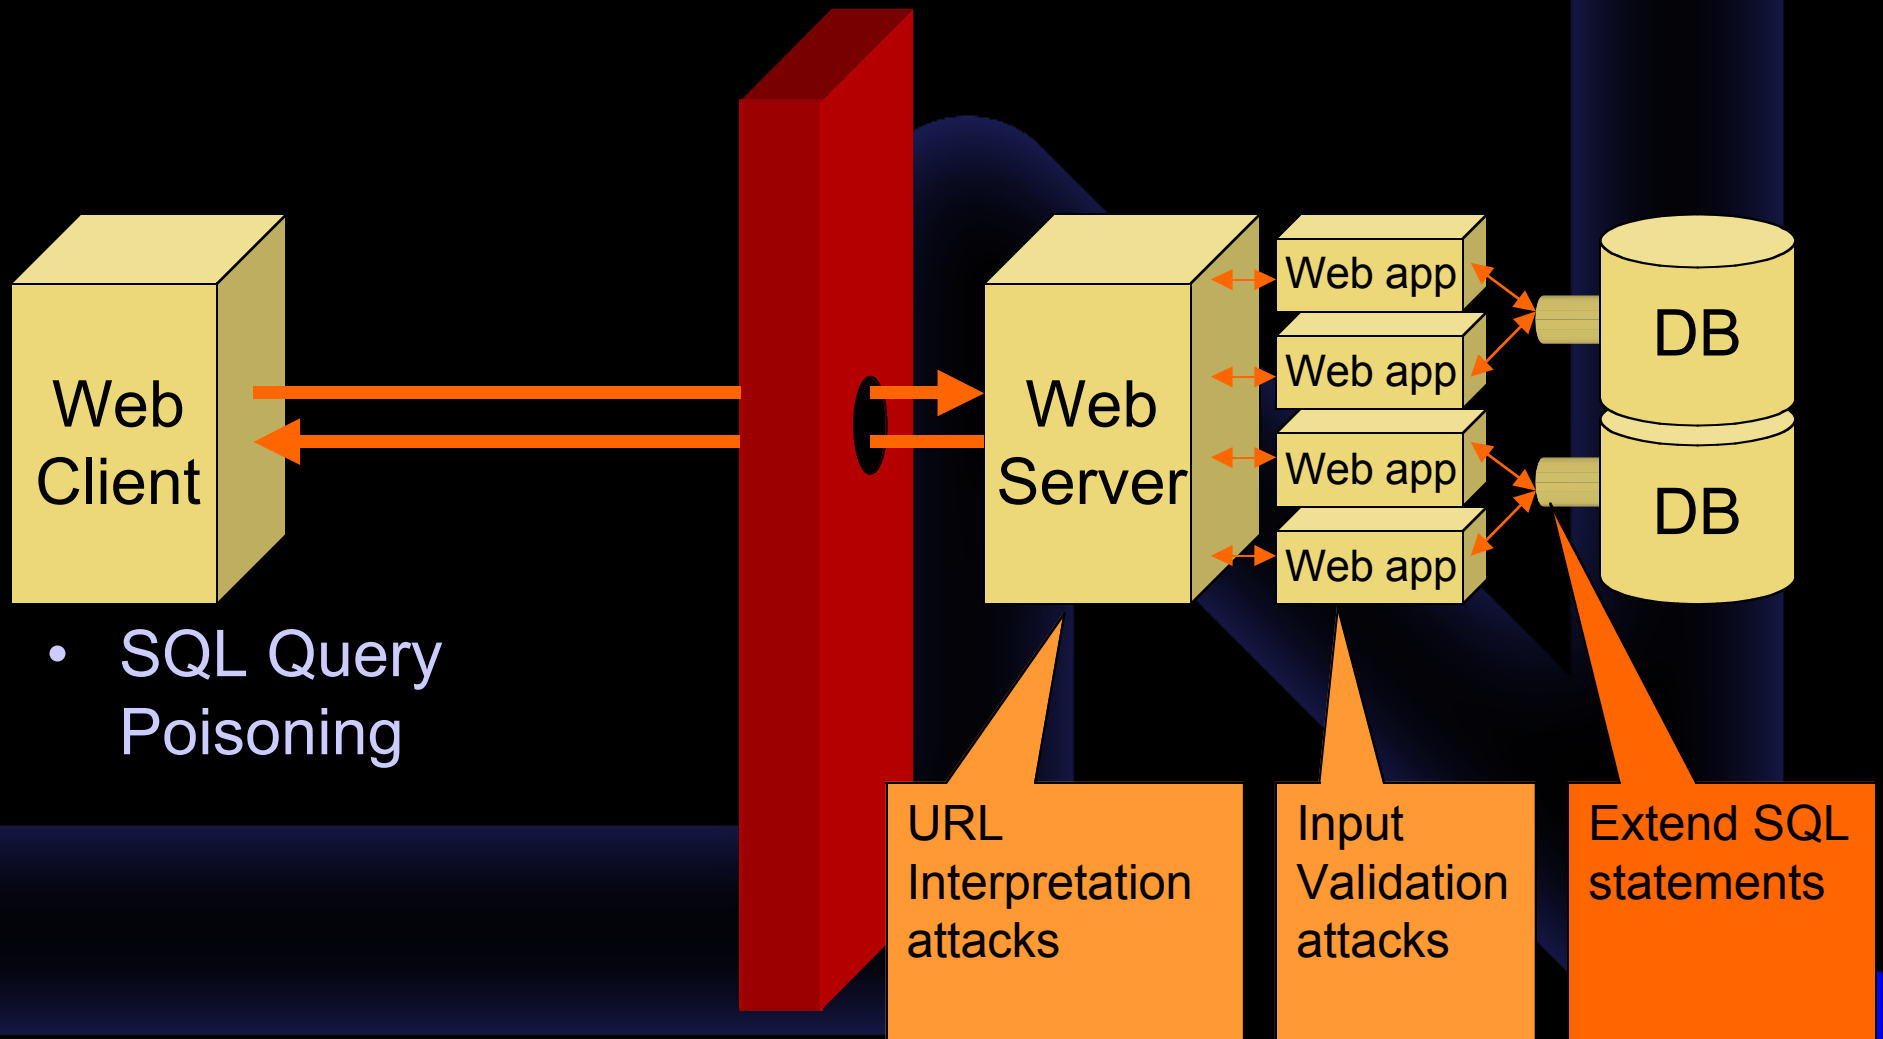 Web
Client
Web
Server
Web app
Web app
Web app
Web app
DB
DB
• SQL Query
Poisoning
URL
Interpretation
attacks
Input
Validation
attacks
Extend SQL
statements